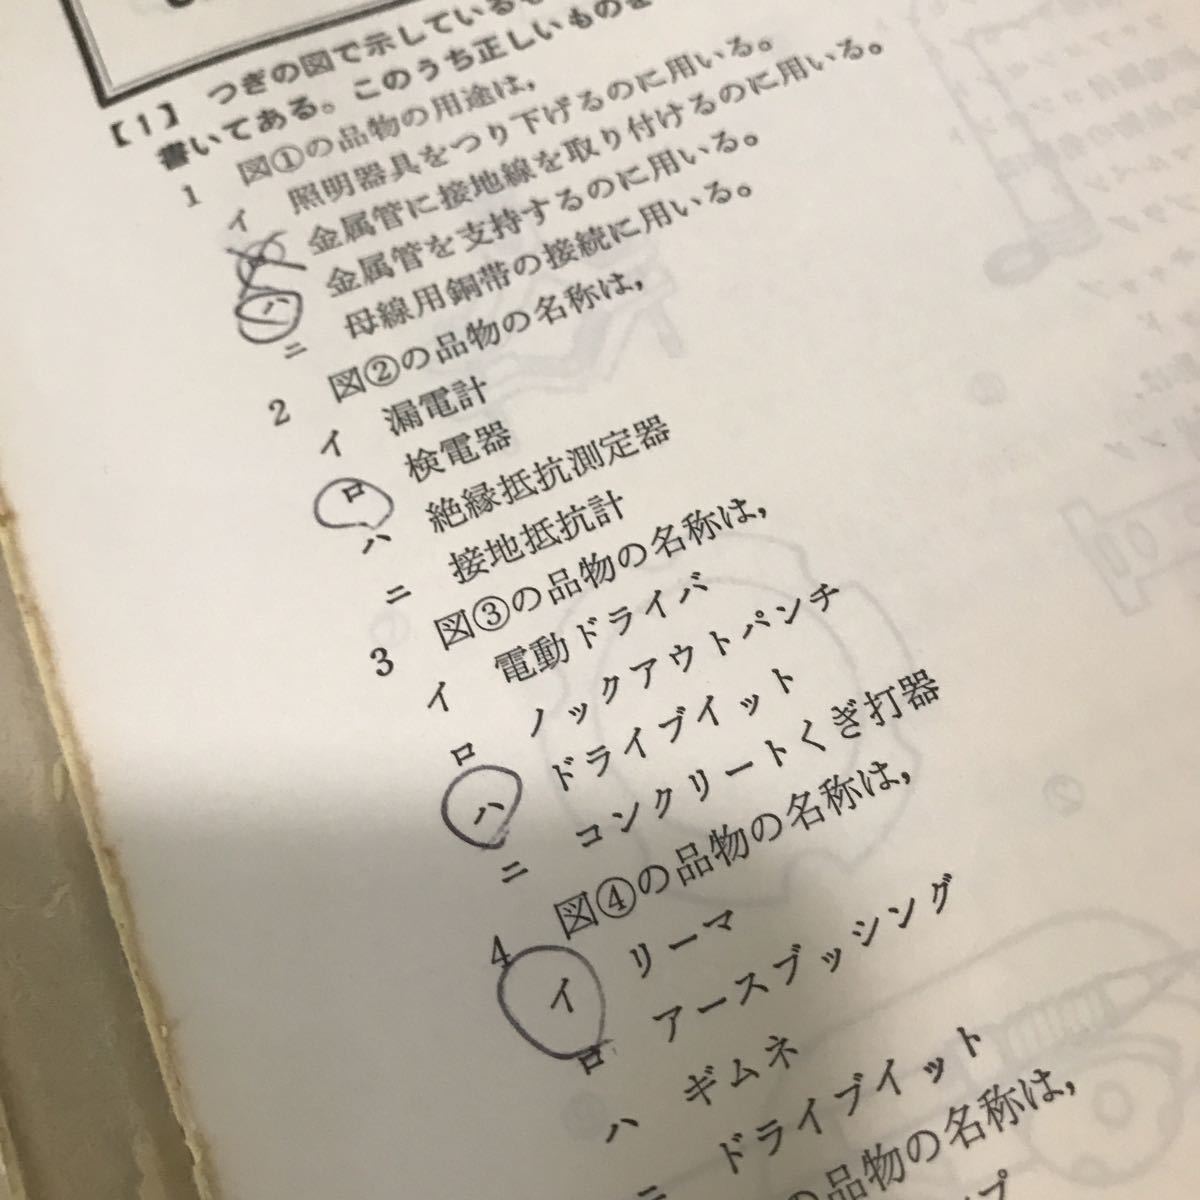 【1】 つぎの図で示している
書いてある。このうち正しいものを
1 図①の品物の用途は，
イ 照明器具をつり下げるのに用いる。
ロ 金属管に接地線を取り付けるのに用いる。
ハ 金属管を支持するのに用いる。
ニ 母線用銅帯の接続に用いる。
2 図②の品物の名称は，
イ 漏電計
ロ 検電器
ハ 絶縁抵抗測定器
ニ 接地抵抗計
3 図③の品物の名称は，
イ 電動ドライバ
ロ ノックアウトパンチ
ハ ドライブイット
ニ コンクリートくぎ打器
4 図④の品物の名称は，
イ リーマ
ロ アースブッシング
ハ ギムネ
ニ ドライブイット
の品物の名称は，